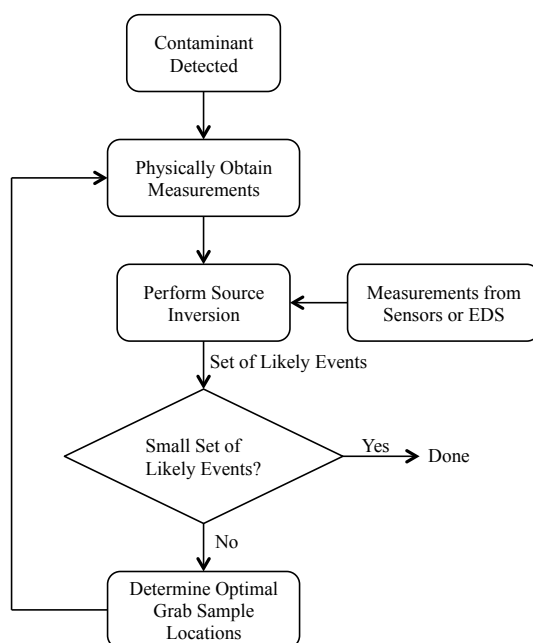 Contaminant
Detected
Physically Obtain
Measurements
Perform Source
Inversion
Measurements from
Sensors or EDS
Set of Likely Events
Small Set of
Likely Events?
Yes
Done
No
Determine Optimal
Grab Sample
Locations